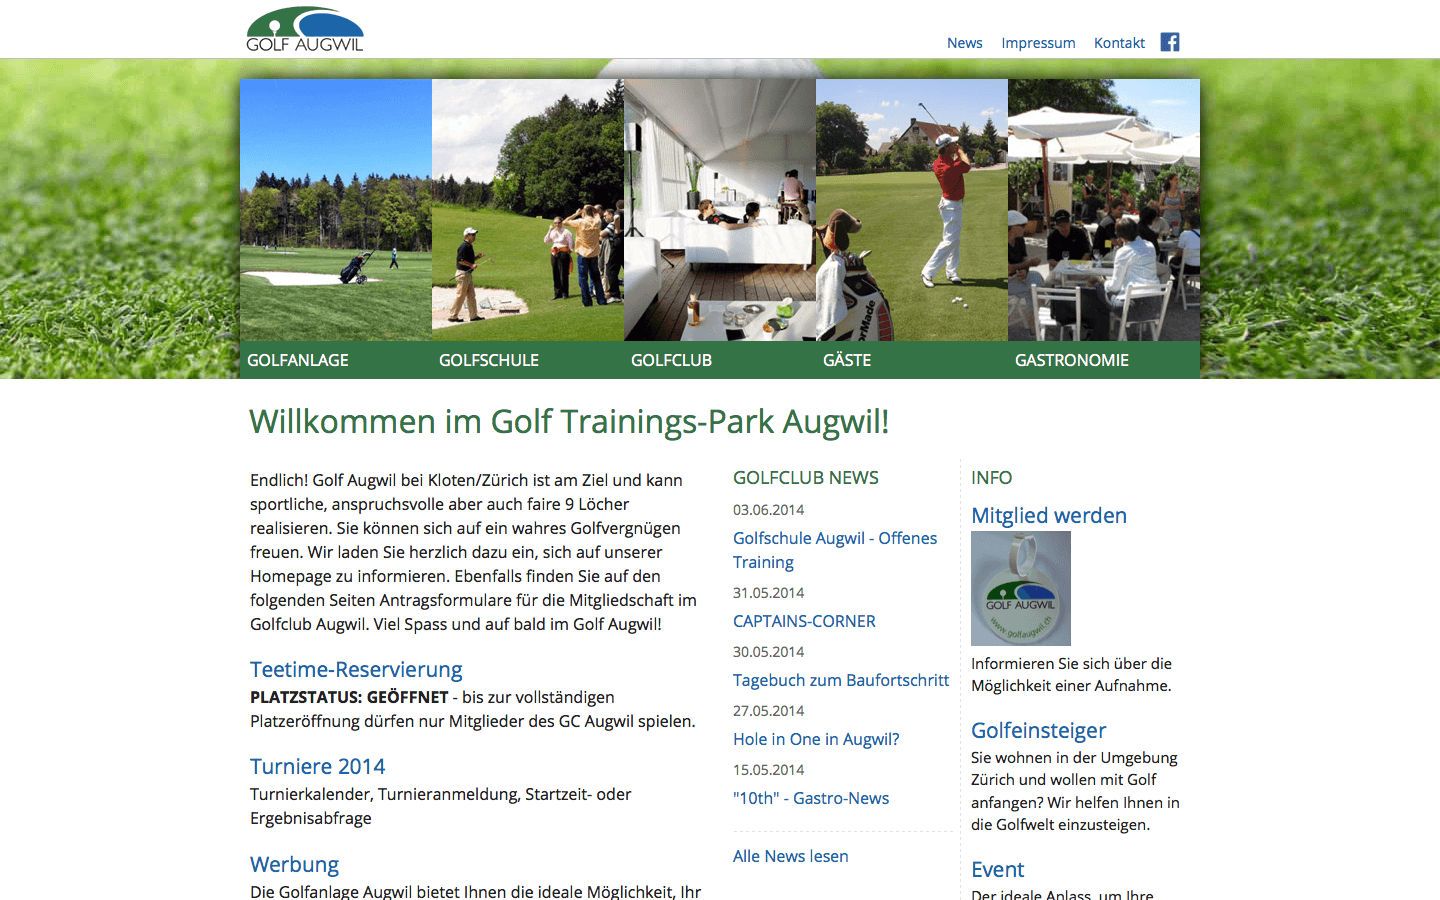 GOLF AUGWIL
News Impressum Kontakt
GOLFANLAGE GOLFSCHULE GOLFCLUB GÄSTE GASTRONOMIE
Willkommen im Golf Trainings-Park Augwil!
Endlich! Golf Augwil bei Kloten/Zürich ist am Ziel und kann
sportliche, anspruchsvolle aber auch faire 9 Löcher
realisieren. Sie können sich auf ein wahres Golfvergnügen
freuen. Wir laden Sie herzlich dazu ein, sich auf unserer
Homepage zu informieren. Ebenfalls finden Sie auf den
folgenden Seiten Antragsformulare für die Mitgliedschaft im
Golfclub Augwil. Viel Spass und auf bald im Golf Augwil!
Teetime-Reservierung
PLATZSTATUS: GEÖFFNET - bis zur vollständigen
Platzeröffnung dürfen nur Mitglieder des GC Augwil spielen.
Turniere 2014
Turnierkalender, Turnieranmeldung, Startzeit- oder
Ergebnisabfrage
Werbung
Die Golfanlage Augwil bietet Ihnen die ideale Möglichkeit, Ihr
GOLFCLUB NEWS
03.06.2014
Golfschule Augwil - Offenes
Training
31.05.2014
CAPTAINS-CORNER
30.05.2014
Tagebuch zum Baufortschritt
27.05.2014
Hole in One in Augwil?
15.05.2014
"10th" - Gastro-News
Alle News lesen
INFO
Mitglied werden
GOLF AUGWIL
www.golfaugwil.ch
Informieren Sie sich über die
Möglichkeit einer Aufnahme.
Golfeinsteiger
Sie wohnen in der Umgebung
Zürich und wollen mit Golf
anfangen? Wir helfen Ihnen in
die Golfwelt einzusteigen.
Event
Der ideale Anlass, um Ihre